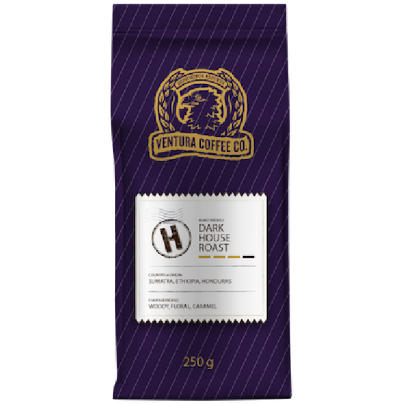 VENTURA COFFEE CO.
H
DARK
HOUSE
ROAST
SUMATRA, ETHIOPIA, HONDURAS
WOODY, FLORAL, CARAMEL
250 g